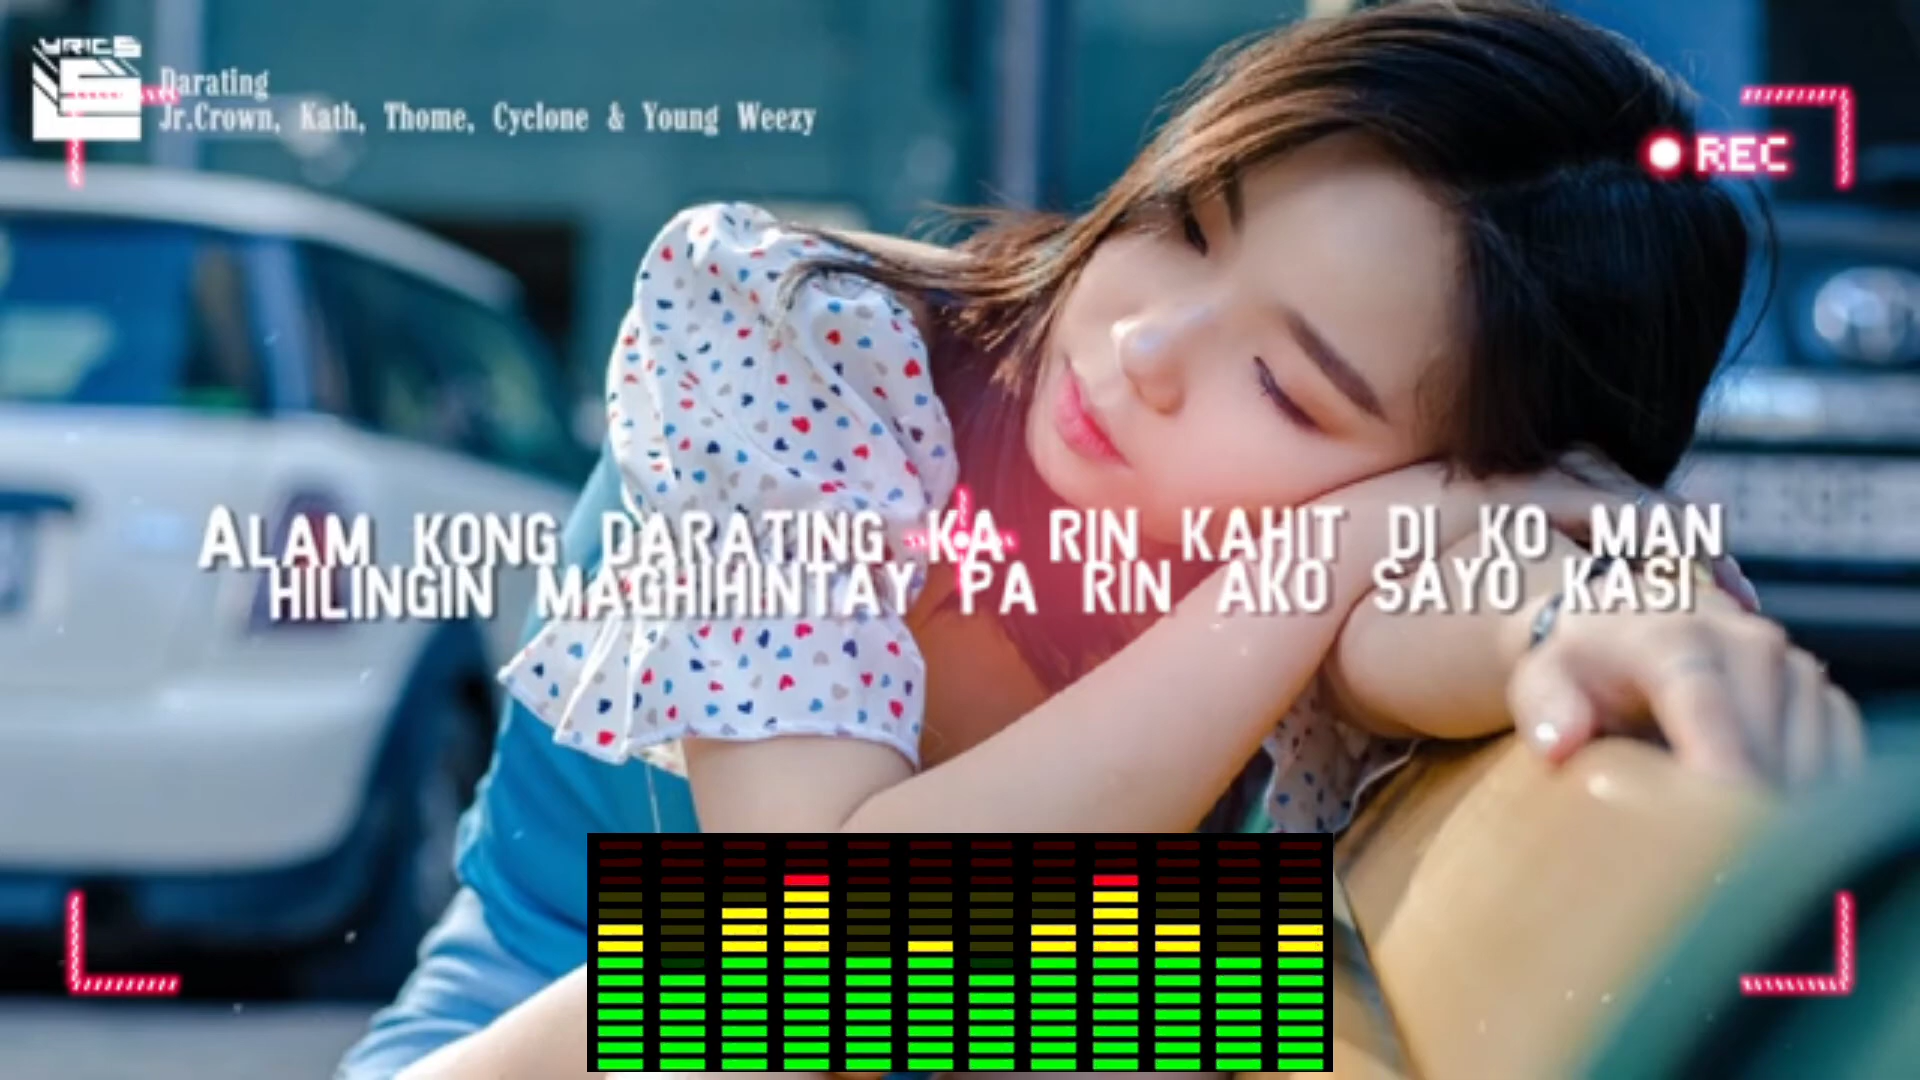 LYRICS
Darating
Jr.Crown, Kath, Thome, Cyclone & Young Weezy
REC
ALAM KONG DARATING KA RIN KAHIT DI KO MAN
HILINGIN MAGHIHINTAY PA RIN AKO SAYO KASI